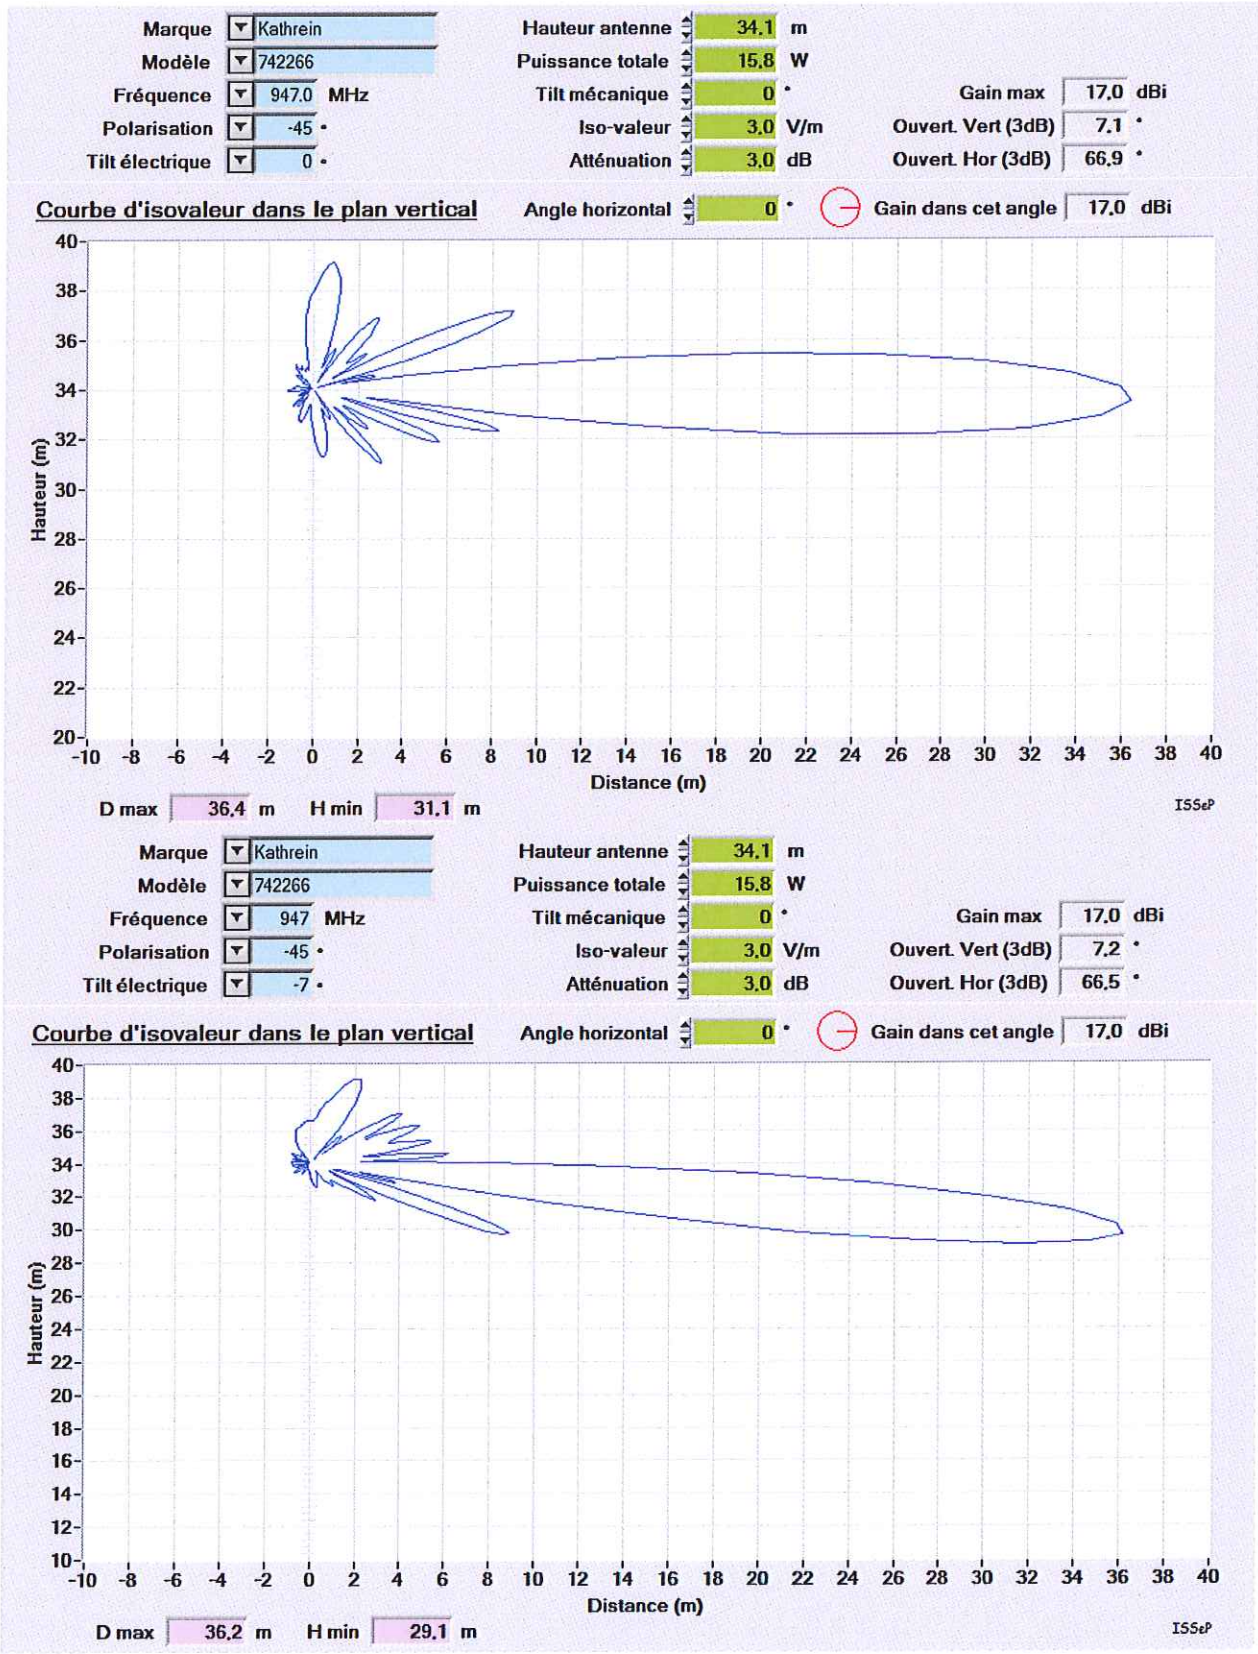 Marque Kathrein Hauteur antenne 34,1 m
Modèle 742266 Puissance totale 15,8 W
Fréquence 947,0 MHz Tilt mécanique 0 ° Gain max 17,0 dBi
Polarisation -45 ° Iso-valeur 3,0 V/m Ouvert. Vert (3dB) 7,1 °
Tilt électrique 0 ° Atténuation 3,0 dB Ouvert. Hor (3dB) 66,9 °
Courbe d'isovaleur dans le plan vertical Angle horizontal 0 ° Gain dans cet angle 17,0 dBi
40
38
36
34
32
30
28
26
24
22
20
Hauteur (m)
-10 -8 -6 -4 -2 0 2 4 6 8 10 12 14 16 18 20 22 24 26 28 30 32 34 36 38 40
Distance (m)
D max 36,4 m H min 31,1 m ISSeP
Marque Kathrein Hauteur antenne 34,1 m
Modèle 742266 Puissance totale 15,8 W
Fréquence 947 MHz Tilt mécanique 0 ° Gain max 17,0 dBi
Polarisation -45 ° Iso-valeur 3,0 V/m Ouvert. Vert (3dB) 7,2 °
Tilt électrique -7 ° Atténuation 3,0 dB Ouvert. Hor (3dB) 66,5 °
Courbe d'isovaleur dans le plan vertical Angle horizontal 0 ° Gain dans cet angle 17,0 dBi
40
38
36
34
32
30
28
26
24
22
20
18
16
14
12
10
Hauteur (m)
-10 -8 -6 -4 -2 0 2 4 6 8 10 12 14 16 18 20 22 24 26 28 30 32 34 36 38 40
Distance (m)
D max 36,2 m H min 29,1 m ISSeP